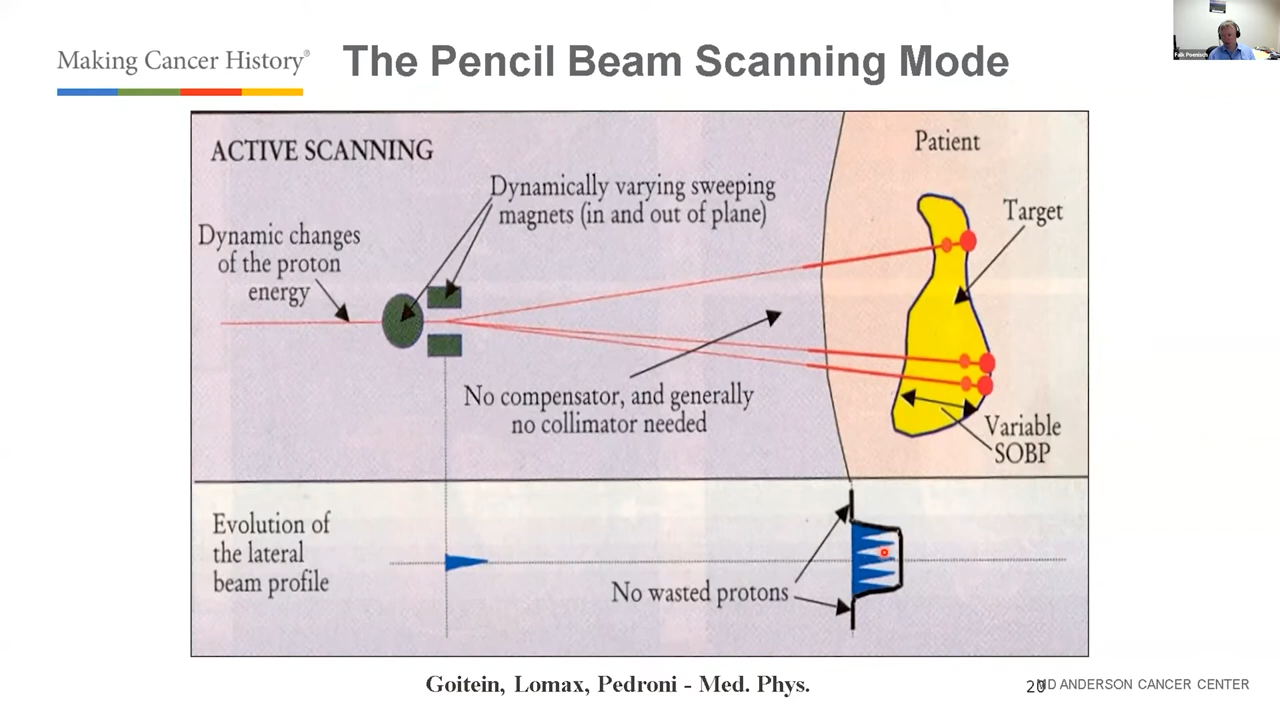 Making Cancer History®
The Pencil Beam Scanning Mode
Falk Poenisch
ACTIVE SCANNING
Patient
Dynamically varying sweeping
magnets (in and out of plane)
Target
Dynamic changes
of the proton
energy
No compensator, and generally
no collimator needed
Variable
SOBP
Evolution of
the lateral
beam profile
No wasted protons
Goitein, Lomax, Pedroni - Med. Phys.
20
MD ANDERSON CANCER CENTER